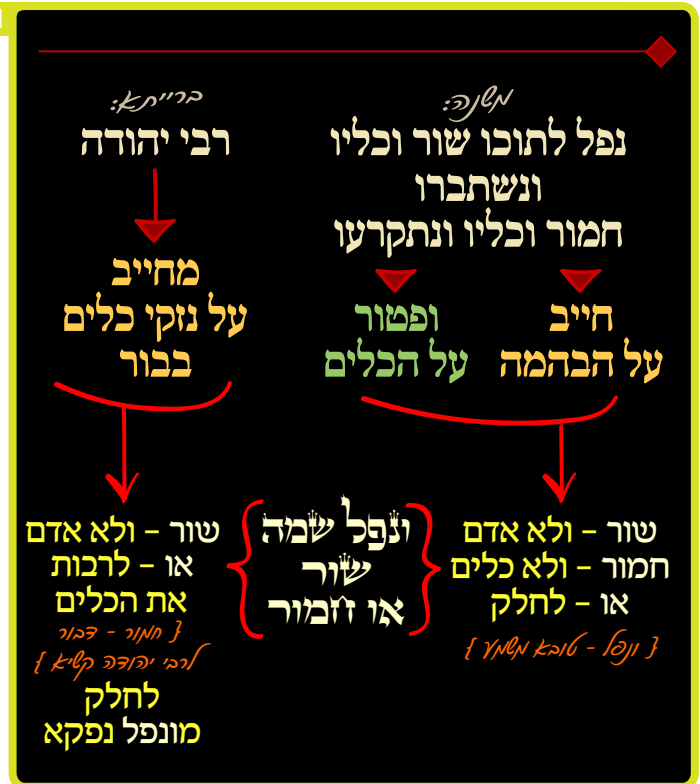 משנה:
נפל לתוכו שור וכליו
ונשתברו
חמור וכליו ונתקרעו
חייב
על הבהמה
ופטור
על הכלים
ברייתא:
רבי יהודה
מחייב
על נזקי כלים
בבור
שור – ולא אדם
חמור – ולא כלים
או – לחלק
{ ונפל - טובא משמע }
ונפל שמה
שור
או חמור
שור – ולא אדם
או – לרבות
את הכלים
{ חמור - דבור
לרבי יהודה קשיא }
לחלק
מונפל נפקא